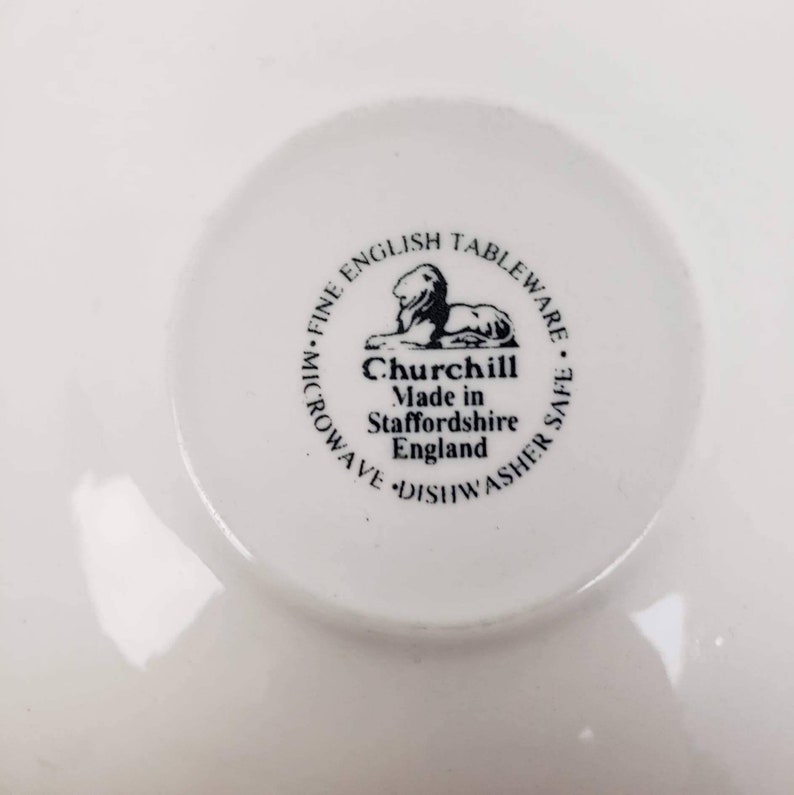 • FINE ENGLISH TABLEWARE •
Churchill
Made in
Staffordshire
England
MICROWAVE • DISHWASHER SAFE